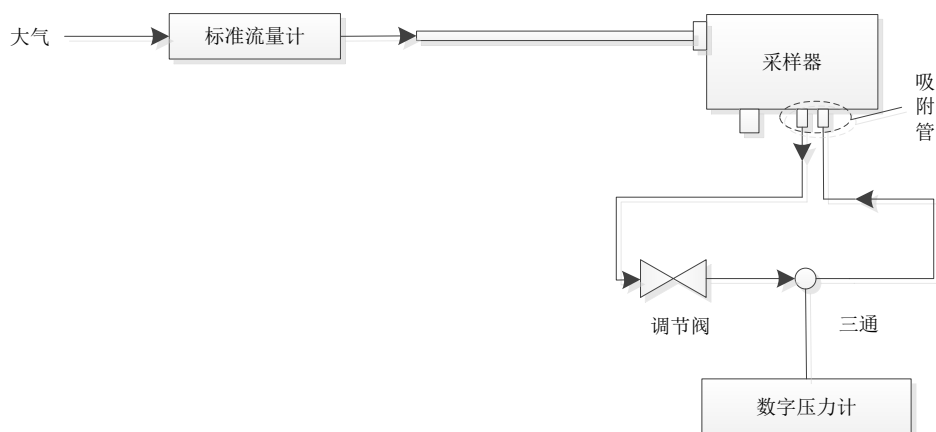 大气
标准流量计
采样器
吸
附
管
调节阀
三通
数字压力计